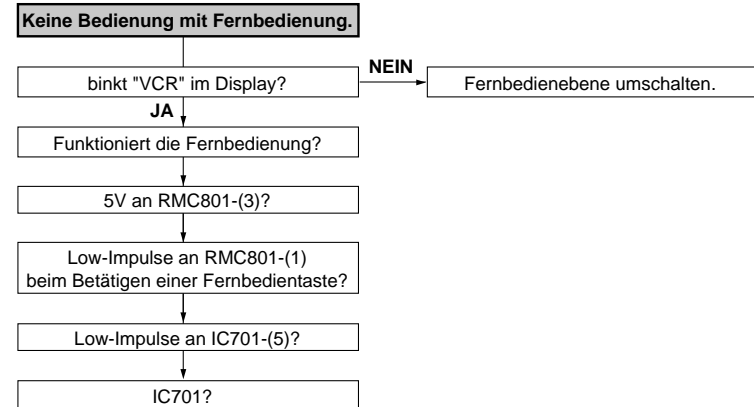 Keine Bedienung mit Fernbedienung.
binkt "VCR" im Display?
NEIN
Fernbedienebene umschalten.
JA
Funktioniert die Fernbedienung?
5V an RMC801-(3)?
Low-Impulse an RMC801-(1)
beim Betätigen einer Fernbedientaste?
Low-Impulse an IC701-(5)?
IC701?